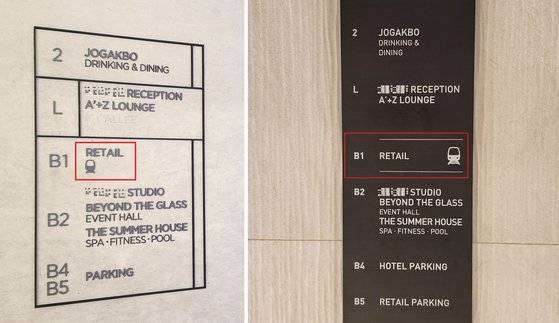 2
JOGAKBO
DRINKING & DINING
L
RECEPTION
A'+Z LOUNGE
B1
RETAIL
B2
STUDIO
BEYOND THE GLASS
EVENT HALL
THE SUMMER HOUSE
SPA · FITNESS · POOL
B4
B5
PARKING
2
JOGAKBO
DRINKING &
DINING
L
RECEPTION
A'+Z LOUNGE
B1
RETAIL
B2
STUDIO
BEYOND THE GLASS
EVENT HALL
THE SUMMER HOUSE
SPA · FITNESS · POOL
B4
HOTEL PARKING
B5
RETAIL PARKING